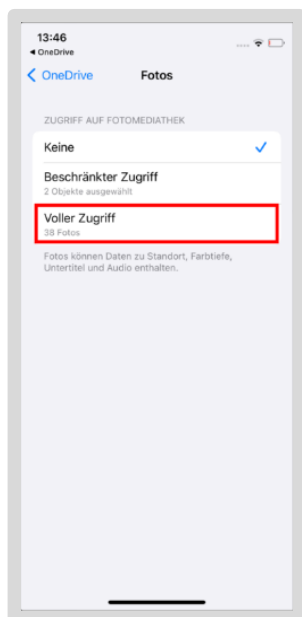 13:46
◀ OneDrive
OneDrive Fotos
ZUGRIFF AUF FOTOMEDIATHEK
Keine
Beschränkter Zugriff
2 Objekte ausgewählt
Voller Zugriff
38 Fotos
Fotos können Daten zu Standort, Farbtiefe,
Untertitel und Audio enthalten.